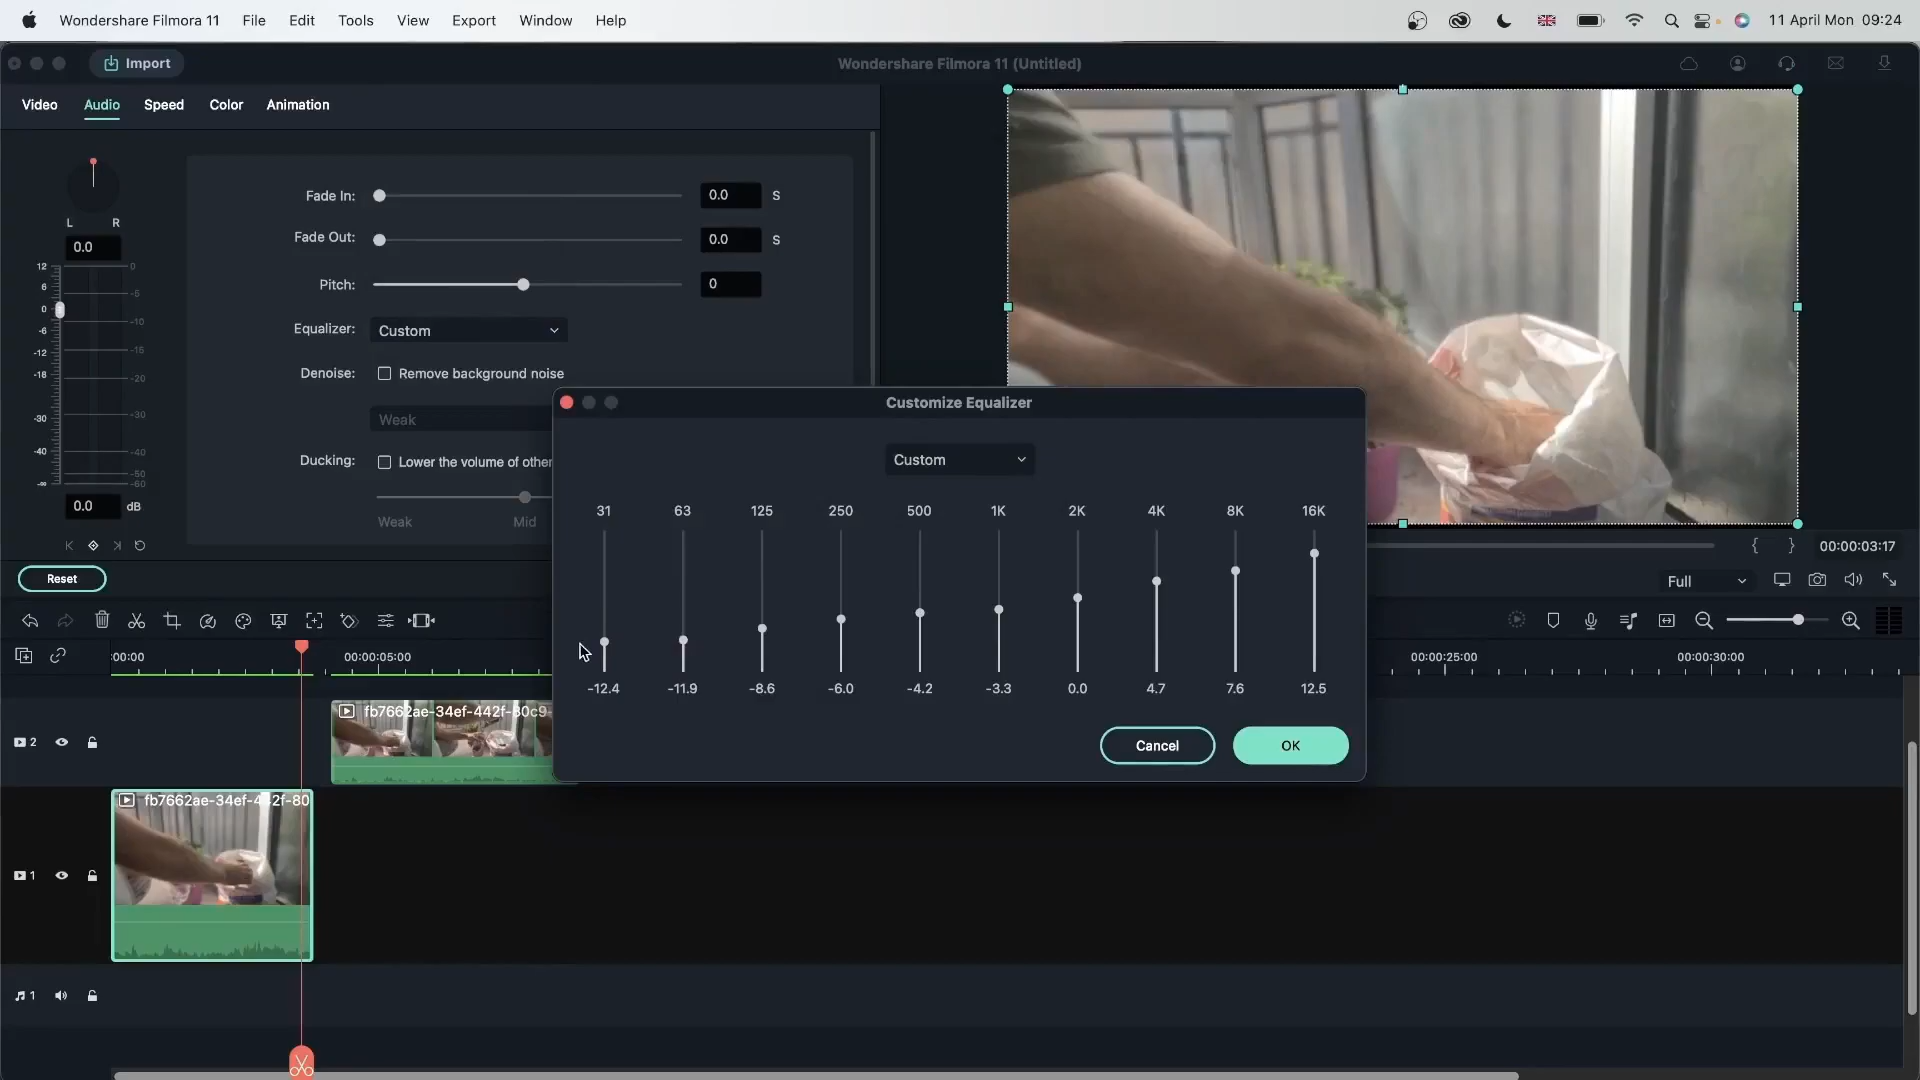 Wondershare Filmora 11 File Edit Tools View Export Window Help 11 April Mon 09:24
Import Wondershare Filmora 11 (Untitled)
Video Audio Speed Color Animation
Fade In: 0.0 S
L R
Fade Out: 0.0 S
0.0
12 0
6
Pitch: 0
-5
0
-10
-6
Equalizer: Custom
-12
-15
-18
Denoise: Remove background noise
-20
-30
-30
Weak
-40
-40
Ducking: Lower the volume of other
-50
-∞
-60
0.0 dB
Weak Mid
Customize Equalizer
Custom
31 63 125 250 500 1K 2K 4K 8K 16K
-12.4 -11.9 -8.6 -6.0 -4.2 -3.3 0.0 4.7 7.6 12.5
Cancel OK
{ } 00:00:03:17
Reset
Full
:00:00 00:00:05:00 00:00:25:00 00:00:30:00
2 fb7662ae-34ef-442f-80c9-
fb7662ae-34ef-442f-80
1
1